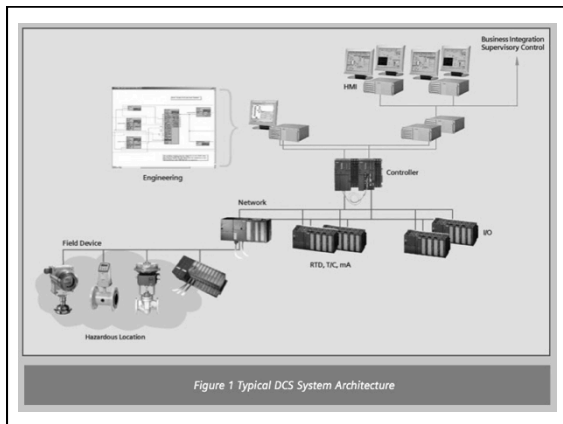 Business Integration
Supervisory Control
HMI
Engineering
Controller
Network
I/O
Field Device
RTD, T/C, mA
Hazardous Location
Figure 1 Typical DCS System Architecture